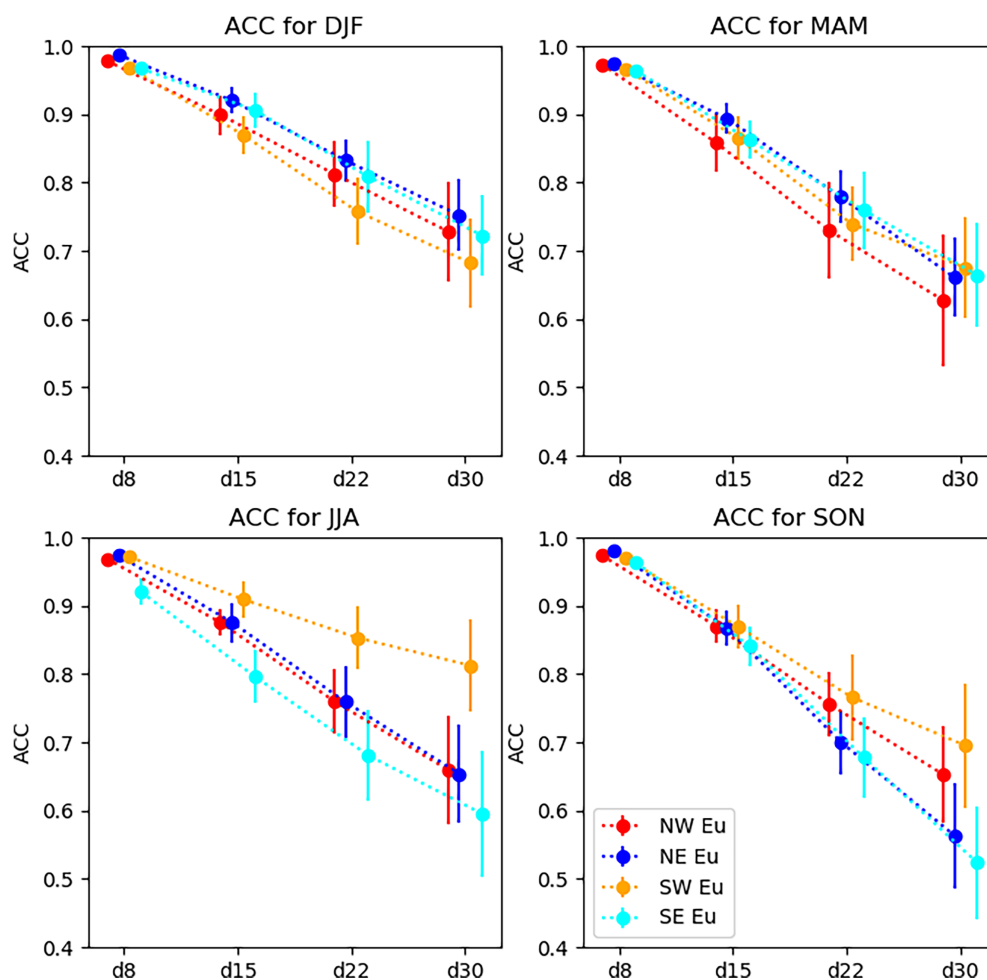 ACC for DJF
1.0
0.9
0.8
0.7
0.6
0.5
0.4
ACC
d8 d15 d22 d30
ACC for MAM
1.0
0.9
0.8
0.7
0.6
0.5
0.4
ACC
d8 d15 d22 d30
ACC for JJA
1.0
0.9
0.8
0.7
0.6
0.5
0.4
ACC
d8 d15 d22 d30
ACC for SON
1.0
0.9
0.8
0.7
0.6
0.5
0.4
ACC
NW Eu
NE Eu
SW Eu
SE Eu
d8 d15 d22 d30